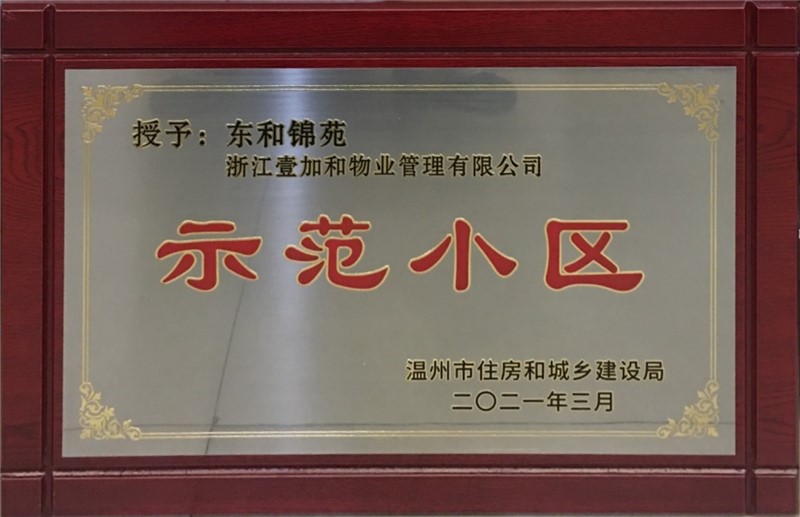 授予：东和锦苑
浙江壹加和物业管理有限公司
示范小区
温州市住房和城乡建设局
二〇二一年三月